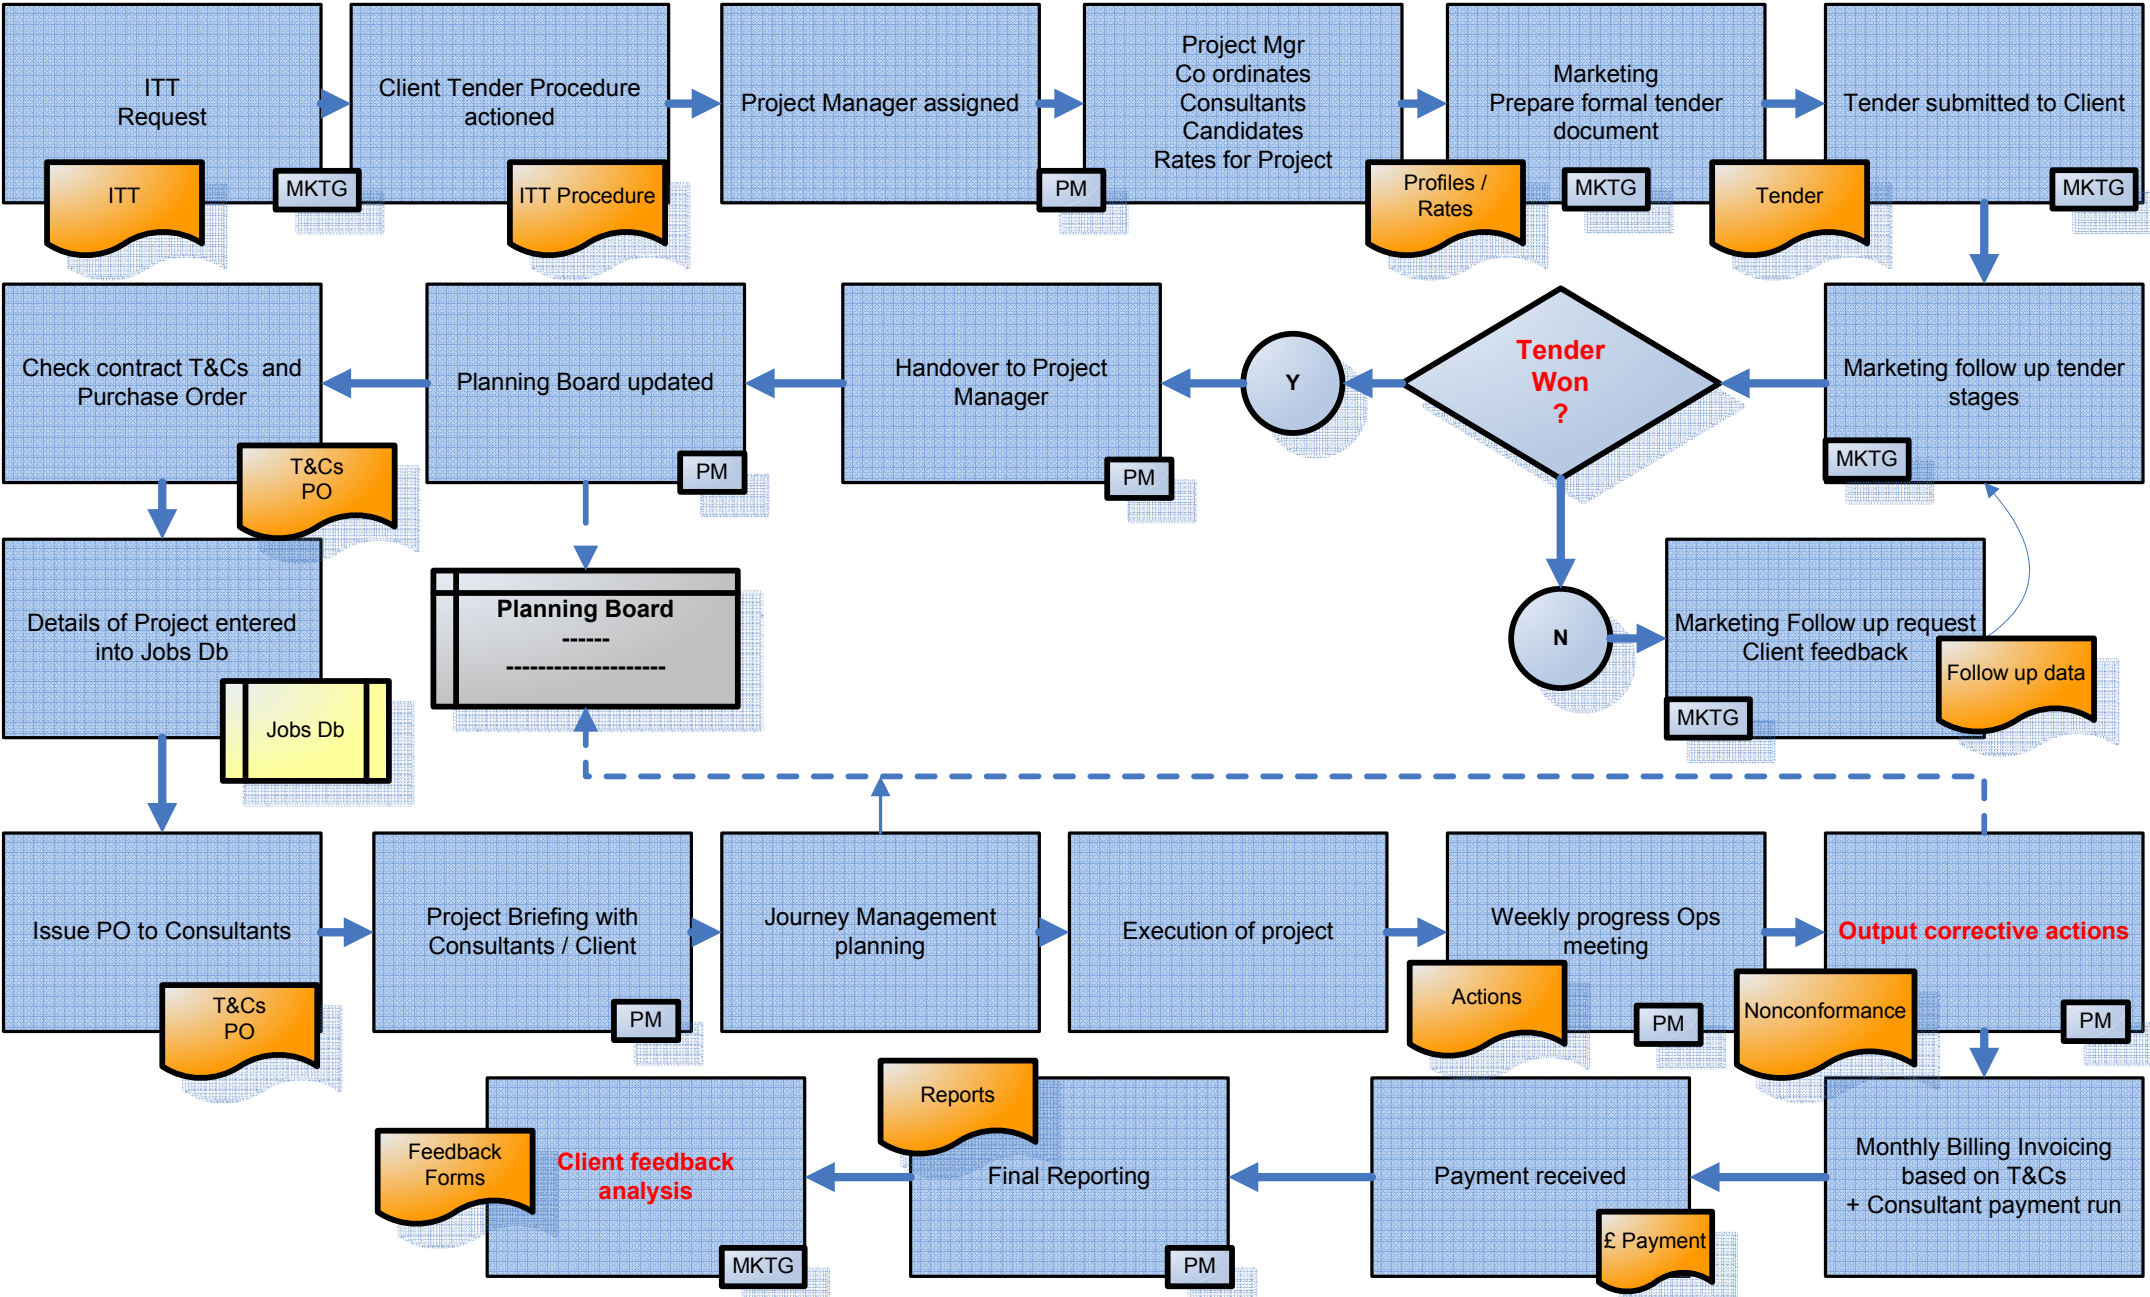 ITT
Request
ITT
MKTG
Client Tender Procedure
actioned
ITT Procedure
Project Manager assigned
PM
Project Mgr
Co ordinates
Consultants
Candidates
Rates for Project
Profiles /
Rates
Marketing
Prepare formal tender
document
MKTG
Tender
Tender submitted to Client
MKTG
Marketing follow up tender
stages
MKTG
Tender
Won
?
Y
Handover to Project
Manager
PM
Planning Board updated
PM
Check contract T&Cs  and
Purchase Order
T&Cs
PO
N
Marketing Follow up request
Client feedback
MKTG
Follow up data
Planning Board
------
--------------------
Details of Project entered
into Jobs Db
Jobs Db
Issue PO to Consultants
T&Cs
PO
Project Briefing with
Consultants / Client
PM
Journey Management
planning
Execution of project
Weekly progress Ops
meeting
Actions
PM
Output corrective actions
Nonconformance
PM
Monthly Billing Invoicing
based on T&Cs
+ Consultant payment run
Payment received
£ Payment
Reports
Final Reporting
PM
Client feedback
analysis
Feedback
Forms
MKTG